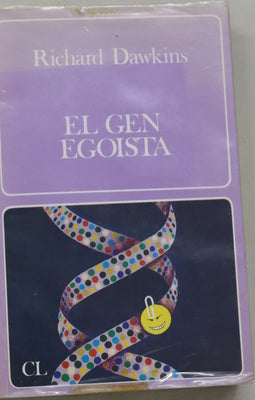 Richard Dawkins
EL GEN
EGOISTA
CL